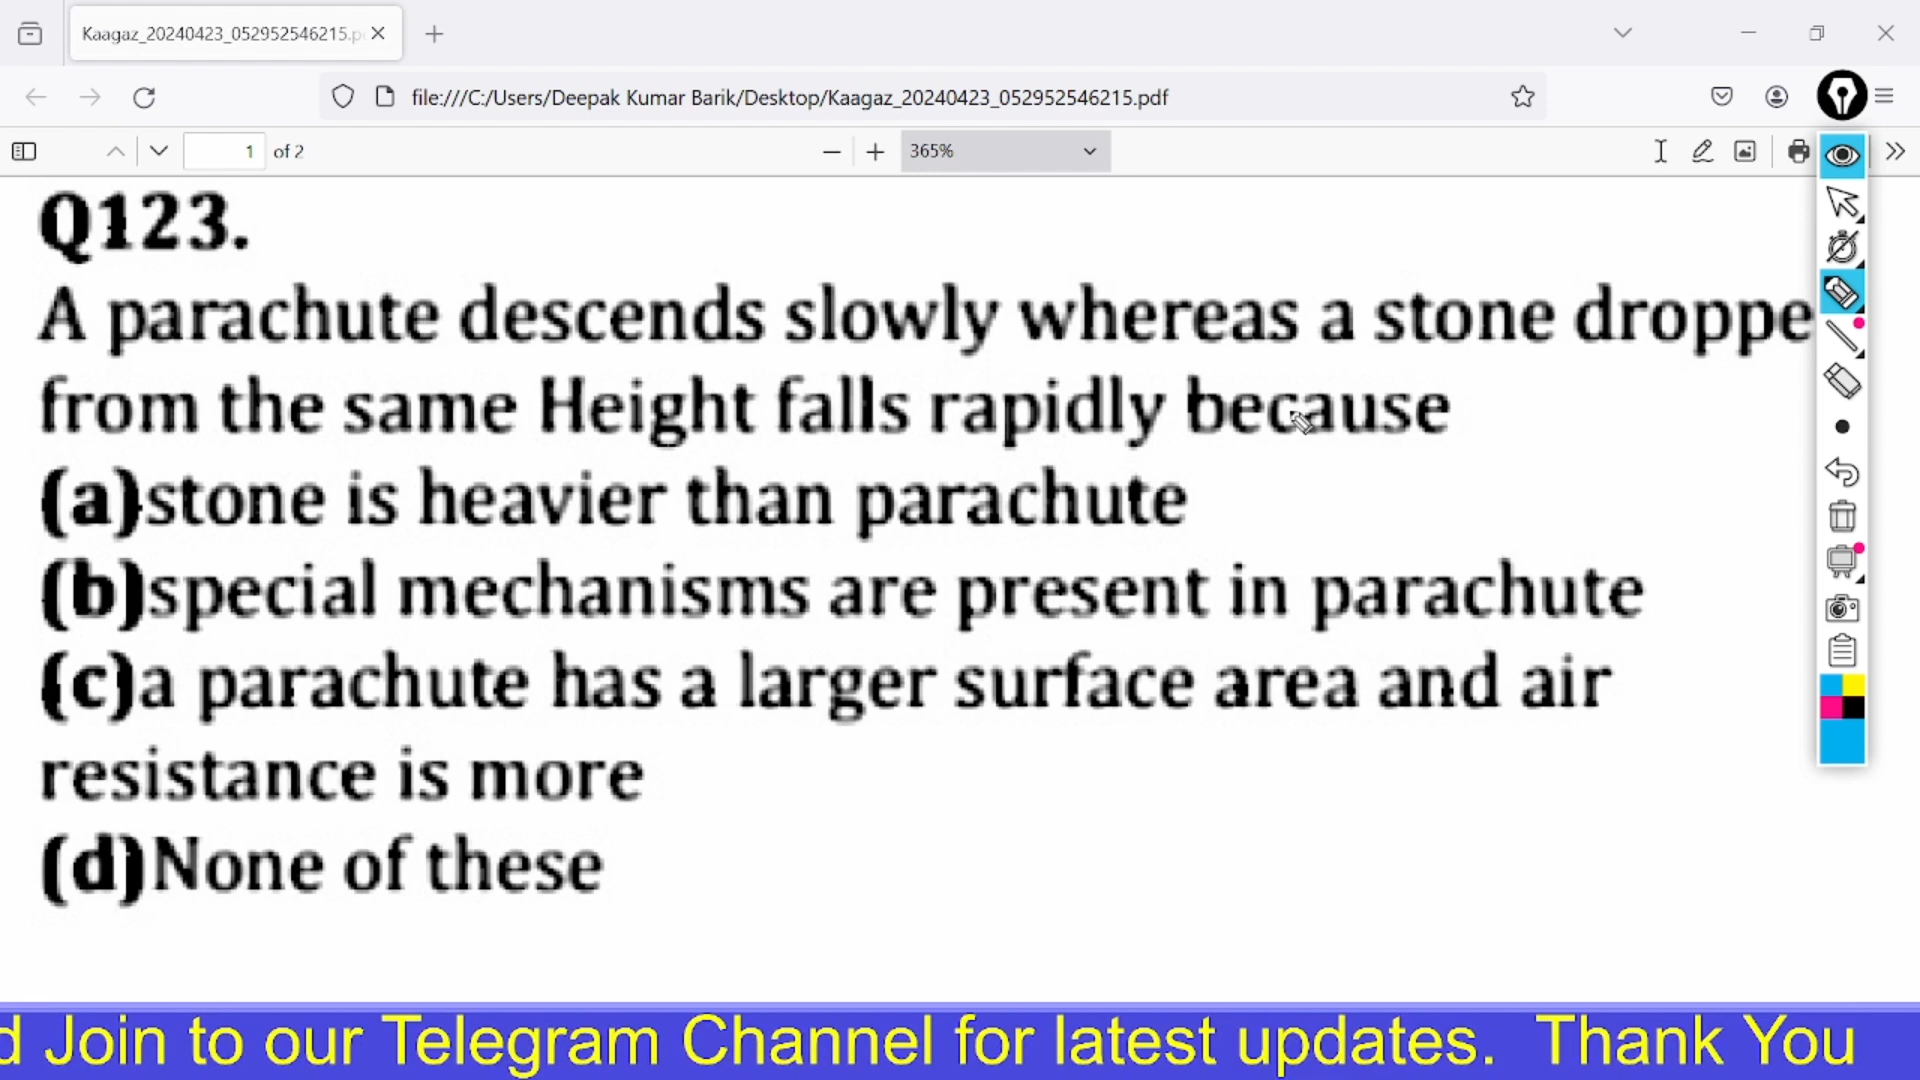 Kaagaz_20240423_052952546215.p
file:///C:/Users/Deepak Kumar Barik/Desktop/Kaagaz_20240423_052952546215.pdf
1 of 2
365%
Q123.
A parachute descends slowly whereas a stone droppe
from the same Height falls rapidly because
(a)stone is heavier than parachute
(b)special mechanisms are present in parachute
(c)a parachute has a larger surface area and air
resistance is more
(d)None of these
d Join to our Telegram Channel for latest updates. Thank You